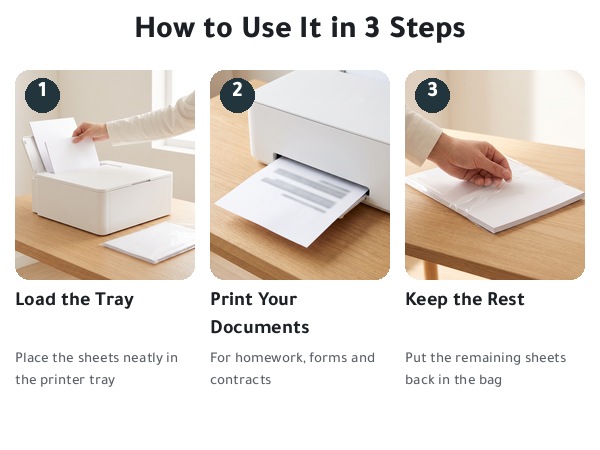 How to Use It in 3 Steps
1
2
3
Load the Tray
Print Your
Documents
Keep the Rest
Place the sheets neatly in
the printer tray
For homework, forms and
contracts
Put the remaining sheets
back in the bag